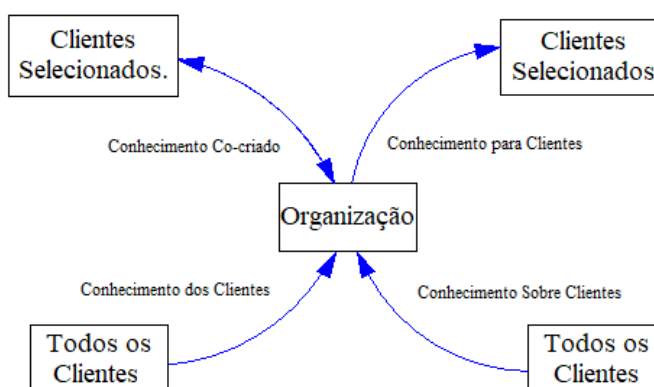 Clientes
Selecionados.
Clientes
Selecionados
Conhecimento Co-criado
Conhecimento para Clientes
Organização
Conhecimento dos Clientes
Conhecimento Sobre Clientes
Todos os
Clientes
Todos os
Clientes